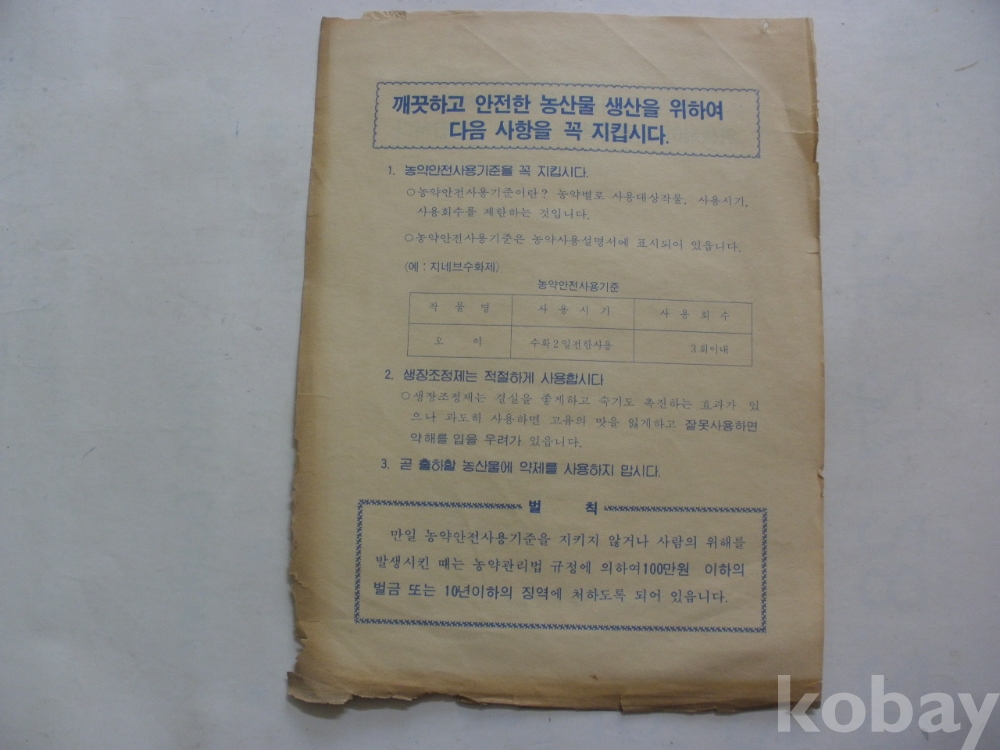 깨끗하고 안전한 농산물 생산을 위하여
다음 사항을 꼭 지킵시다.
1. 농약안전사용기준을 꼭 지킵시다.
○농약안전사용기준이란? 농약별로 사용대상작물, 사용시기,
사용회수를 제한하는 것입니다.
○농약안전사용기준은 농약사용설명서에 표시되어 있읍니다.
(예 : 지네브수화제)
농약안전사용기준
작 물 명 사 용 시 기 사 용 회 수
오 이 수확2일전한사용 3회이내
2. 생장조정제는 적절하게 사용합시다
○생장조정제는 결실을 좋게하고 숙기도 촉진하는 효과가 있
으나 과도히 사용하면 고유의 맛을 잃게하고 잘못사용하면
약해를 입을 우려가 있읍니다.
3. 곧 출하할 농산물에 약제를 사용하지 맙시다.
벌 칙
만일 농약안전사용기준을 지키지 않거나 사람의 위해를
발생시킨 때는 농약관리법 규정에 의하여100만원 이하의
벌금 또는 10년이하의 징역에 처하도록 되어 있읍니다.
kobay